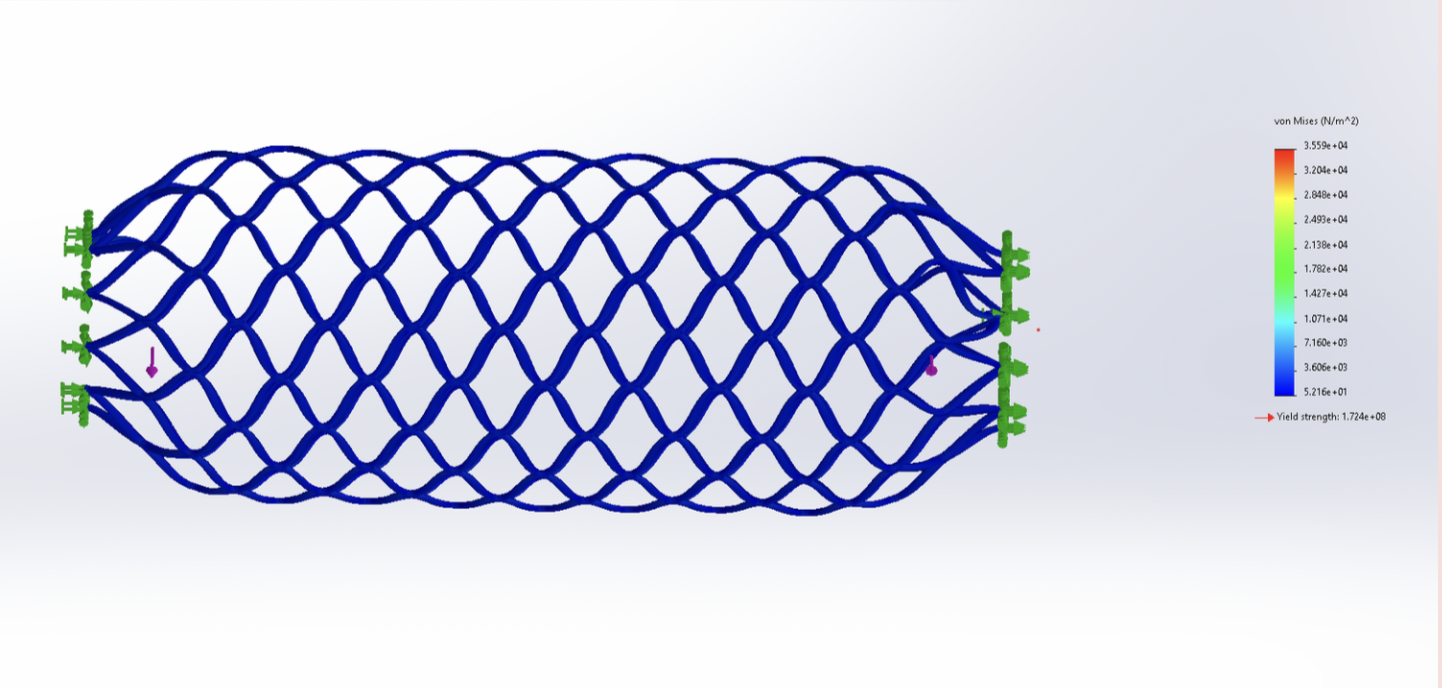 von Mises (N/m^2)
3.559e+04
3.204e+04
2.848e+04
2.493e+04
2.138e+04
1.782e+04
1.427e+04
1.071e+04
7.160e+03
3.606e+03
5.216e+01
Yield strength: 1.724e+08